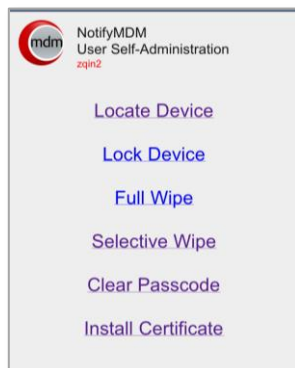 mdm
NotifyMDM
User Self-Administration
zqin2
Locate Device
Lock Device
Full Wipe
Selective Wipe
Clear Passcode
Install Certificate